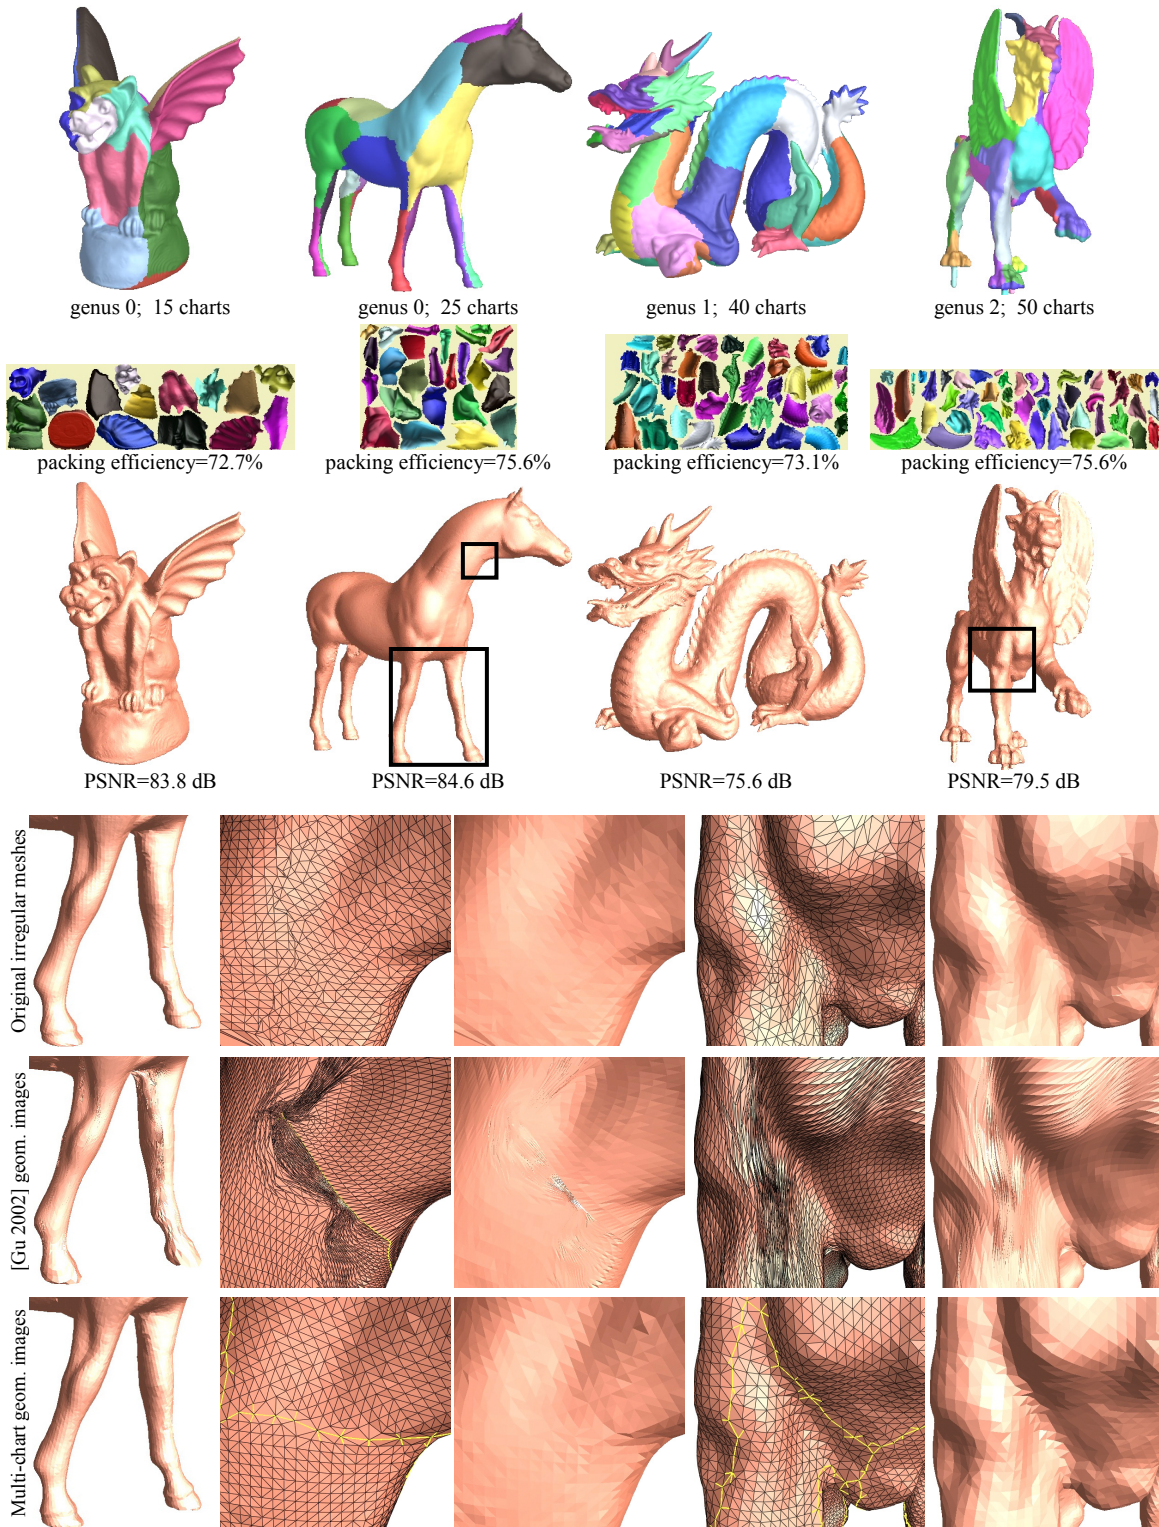 genus 0;  15 charts
genus 0;  25 charts
genus 1;  40 charts
genus 2;  50 charts
packing efficiency=72.7%
packing efficiency=75.6%
packing efficiency=73.1%
packing efficiency=75.6%
PSNR=83.8 dB
PSNR=84.6 dB
PSNR=75.6 dB
PSNR=79.5 dB
Original irregular meshes
[Gu 2002] geom. images
Multi-chart geom. images